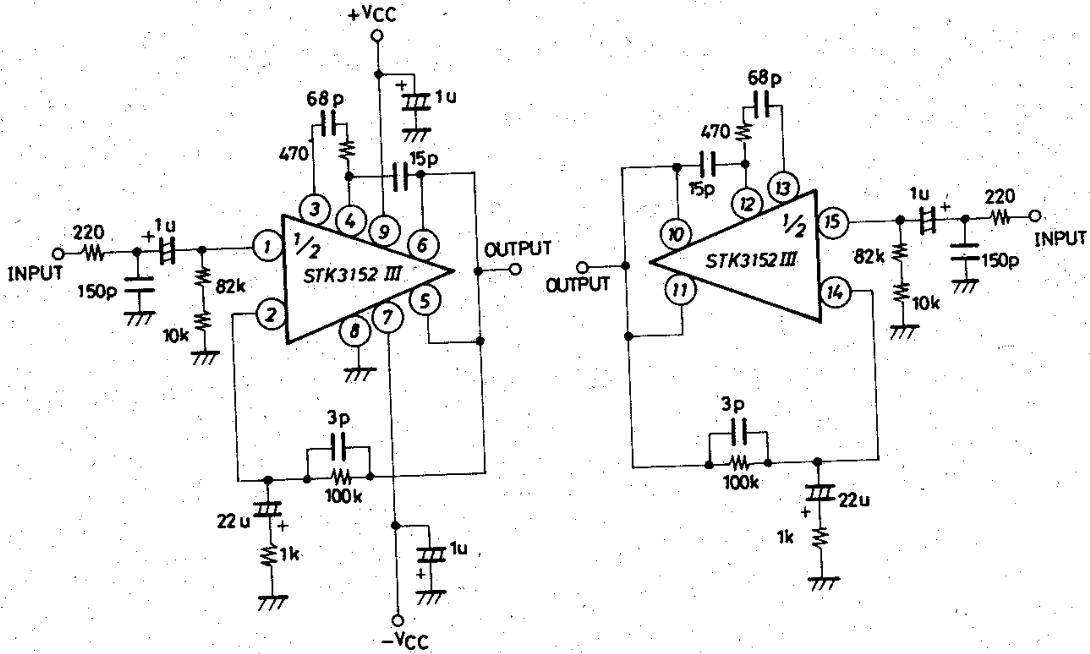 +VCC
68p
1u
470
15p
3
4
9
6
220
1u
+
1
1/2
STK3152 III
INPUT
150p
82k
10k
2
8
7
5
OUTPUT
3p
100k
22u
+
1k
1u
+
-VCC
68p
470
15p
13
12
10
1/2
STK3152 III
15
1u
+
220
INPUT
82k
150p
10k
14
11
OUTPUT
3p
100k
22u
+
1k